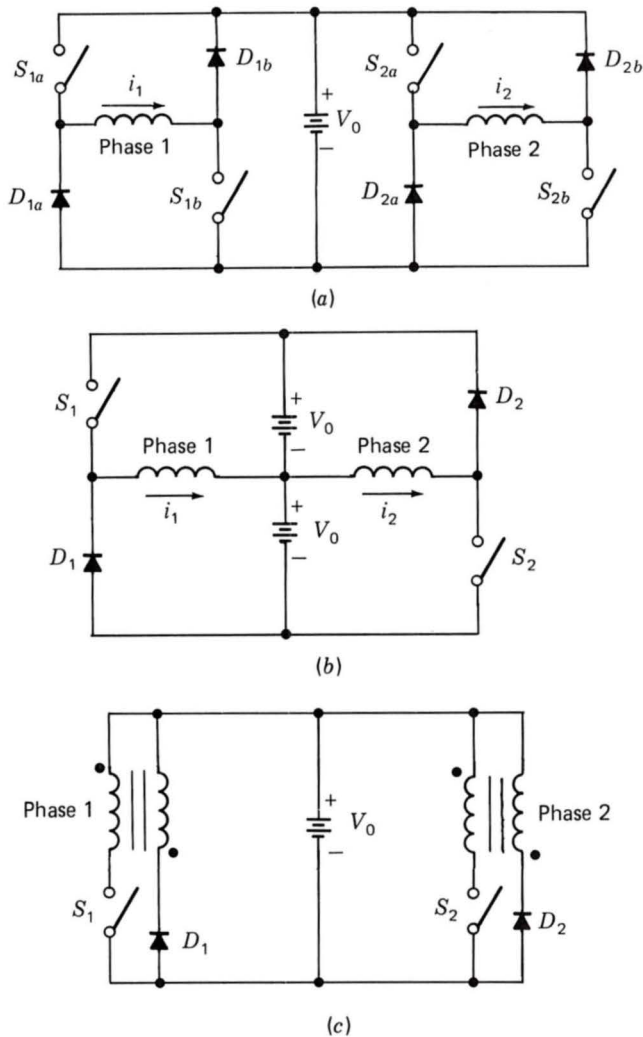 S1a
D1b
i1
Phase 1
D1a
S1b
+
V0
−
S2a
D2b
i2
Phase 2
D2a
S2b
(a)
S1
D2
+
V0
−
Phase 1
Phase 2
i1
i2
+
V0
−
D1
S2
(b)
Phase 1
+
V0
−
Phase 2
S1
D1
S2
D2
(c)